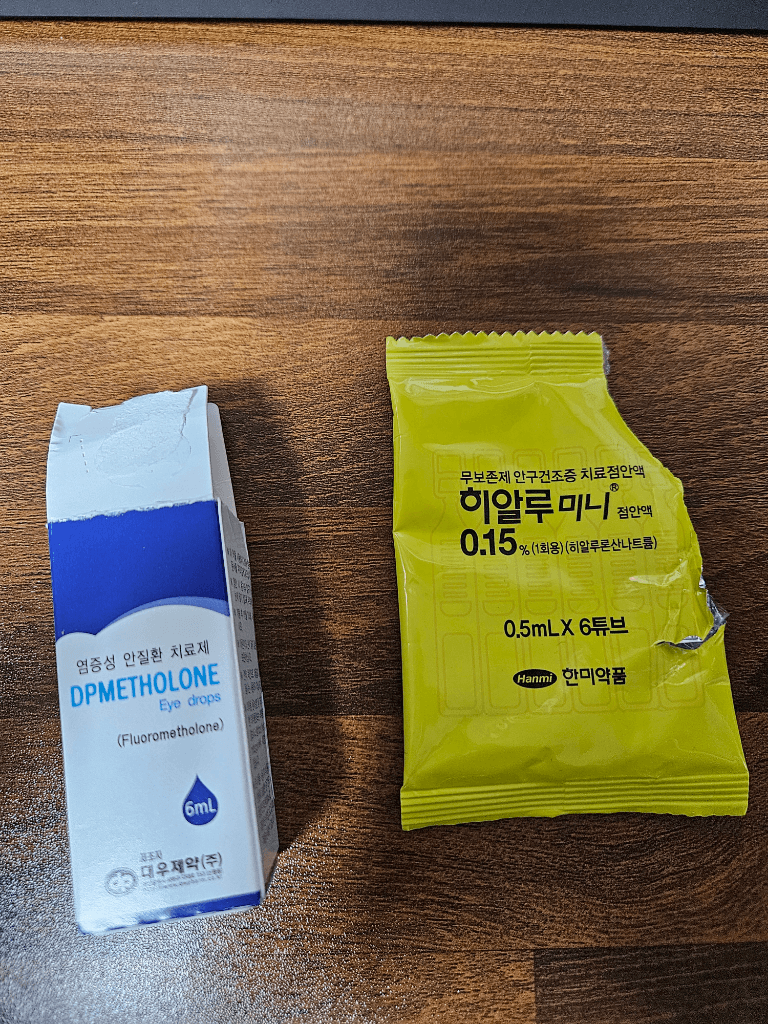 염증성 안질환 치료제
DPMETHOLONE
Eye drops
(Fluorometholone)
6mL
제조자
대우제약(주)
무보존제 안구건조증 치료점안액
히알루 미니® 점안액
0.15% (1회용) (히알루론산나트륨)
0.5mL X 6튜브
Hanmi 한미약품